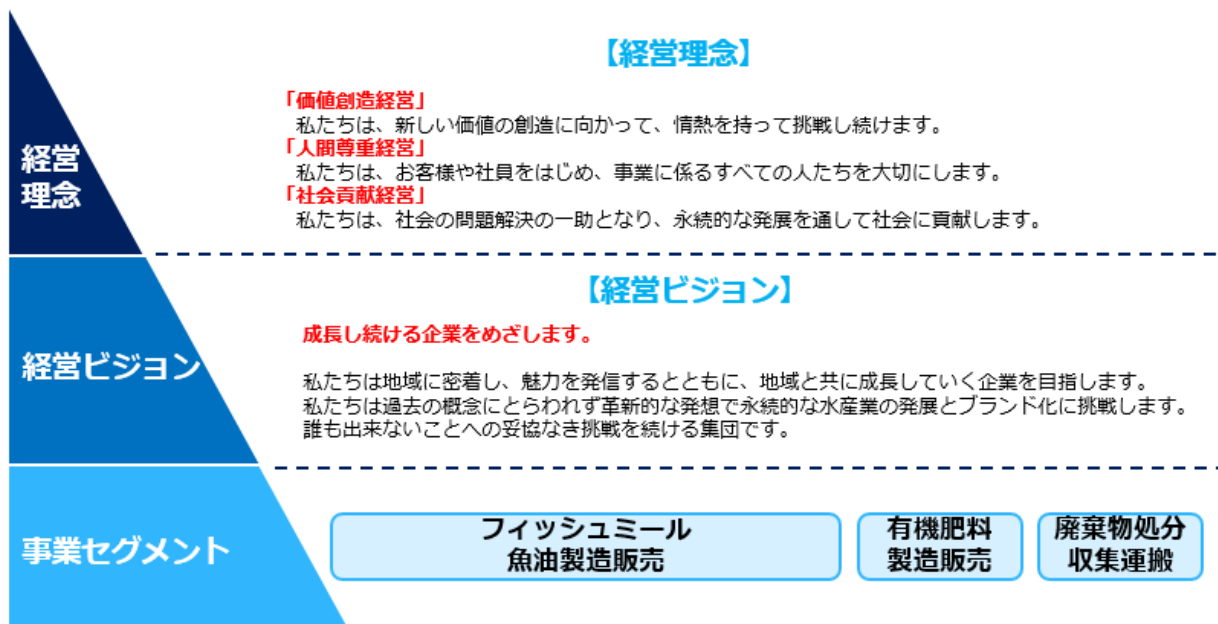 経営
理念
【経営理念】
「価値創造経営」
私たちは、新しい価値の創造に向かって、情熱を持って挑戦し続けます。
「人間尊重経営」
私たちは、お客様や社員をはじめ、事業に係るすべての人たちを大切にします。
「社会貢献経営」
私たちは、社会の問題解決の一助となり、永続的な発展を通して社会に貢献します。
経営ビジョン
【経営ビジョン】
成長し続ける企業をめざします。
私たちは地域に密着し、魅力を発信するとともに、地域と共に成長していく企業を目指します。
私たちは過去の概念にとらわれず革新的な発想で永続的な水産業の発展とブランド化に挑戦します。
誰も出来ないことへの妥協なき挑戦を続ける集団です。
事業セグメント
フィッシュミール
魚油製造販売
有機肥料
製造販売
廃棄物処分
収集運搬